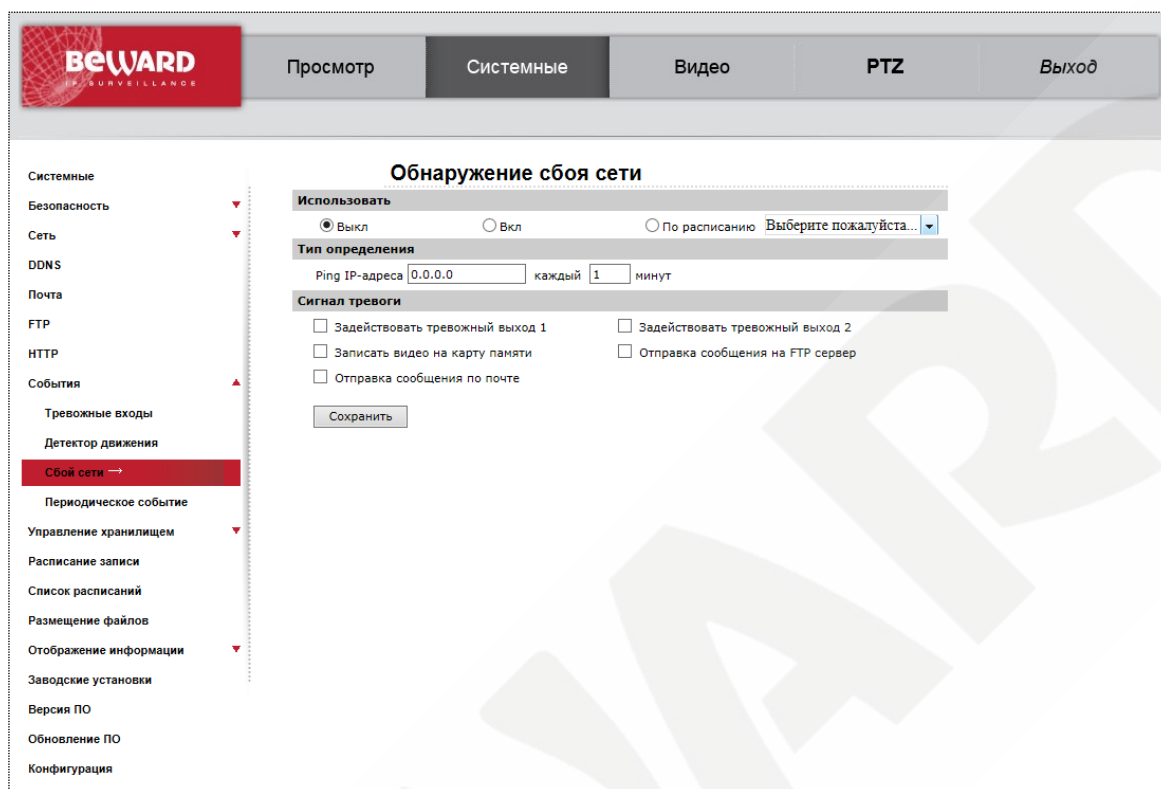 BEWARD
IP SURVEILLANCE
Просмотр
Системные
Видео
PTZ
Выход
Системные
Безопасность
Сеть
DDNS
Почта
FTP
HTTP
События
Тревожные входы
Детектор движения
Сбой сети →
Периодическое событие
Управление хранилищем
Расписание записи
Список расписаний
Размещение файлов
Отображение информации
Заводские установки
Версия ПО
Обновление ПО
Конфигурация
Обнаружение сбоя сети
Использовать
Выкл Вкл По расписанию Выберите пожалуйста...
Тип определения
Ping IP-адреса 0.0.0.0 каждый 1 минут
Сигнал тревоги
Задействовать тревожный выход 1 Задействовать тревожный выход 2
Записать видео на карту памяти Отправка сообщения на FTP сервер
Отправка сообщения по почте
Сохранить